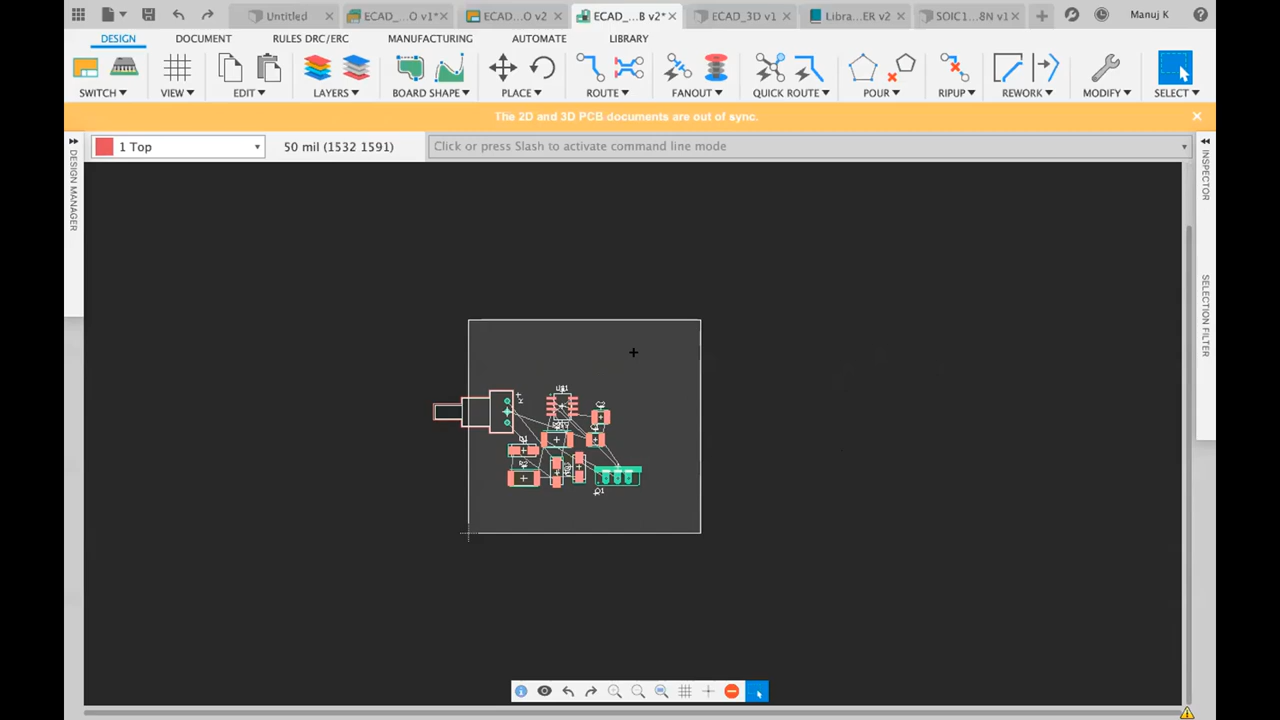 Untitled
ECAD_...O v1*
ECAD_...O v2
ECAD_...B v2*
ECAD_3D v1
Libra...ER v2
SOIC1...8N v1
Manuj K
DESIGN
DOCUMENT
RULES DRC/ERC
MANUFACTURING
AUTOMATE
LIBRARY
SWITCH
VIEW
EDIT
LAYERS
BOARD SHAPE
PLACE
ROUTE
FANOUT
QUICK ROUTE
POUR
RIPUP
REWORK
MODIFY
SELECT
The 2D and 3D PCB documents are out of sync.
1 Top
50 mil (1532 1591)
Click or press Slash to activate command line mode
DESIGN MANAGER
INSPECTOR
SELECTION FILTER